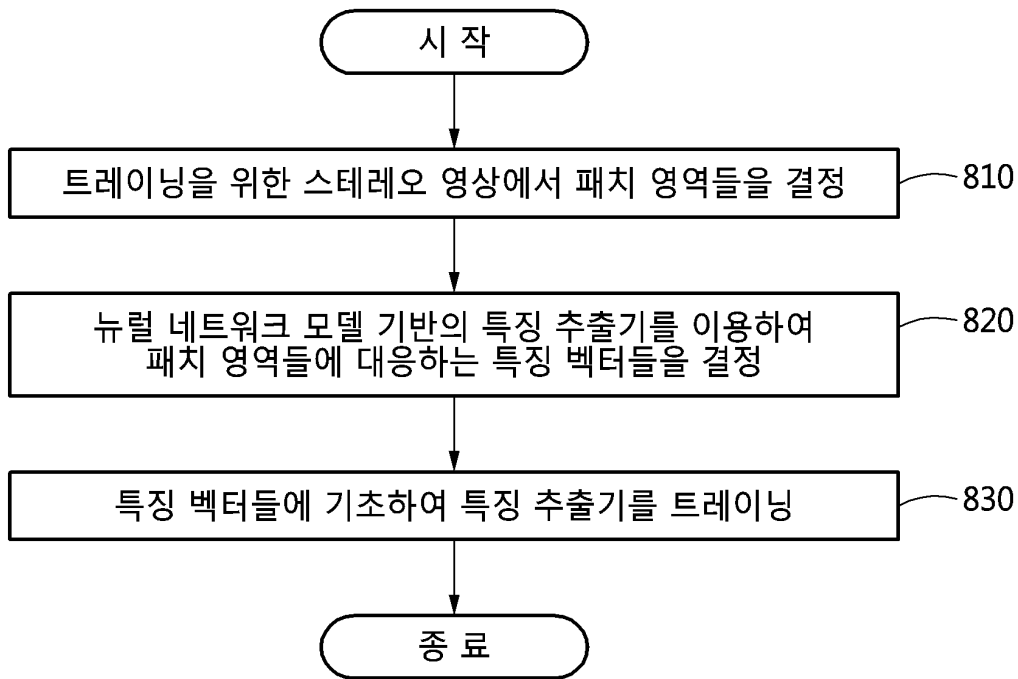 시 작
트레이닝을 위한 스테레오 영상에서 패치 영역들을 결정
810
뉴럴 네트워크 모델 기반의 특징 추출기를 이용하여
패치 영역들에 대응하는 특징 벡터들을 결정
820
특징 벡터들에 기초하여 특징 추출기를 트레이닝
830
종 료